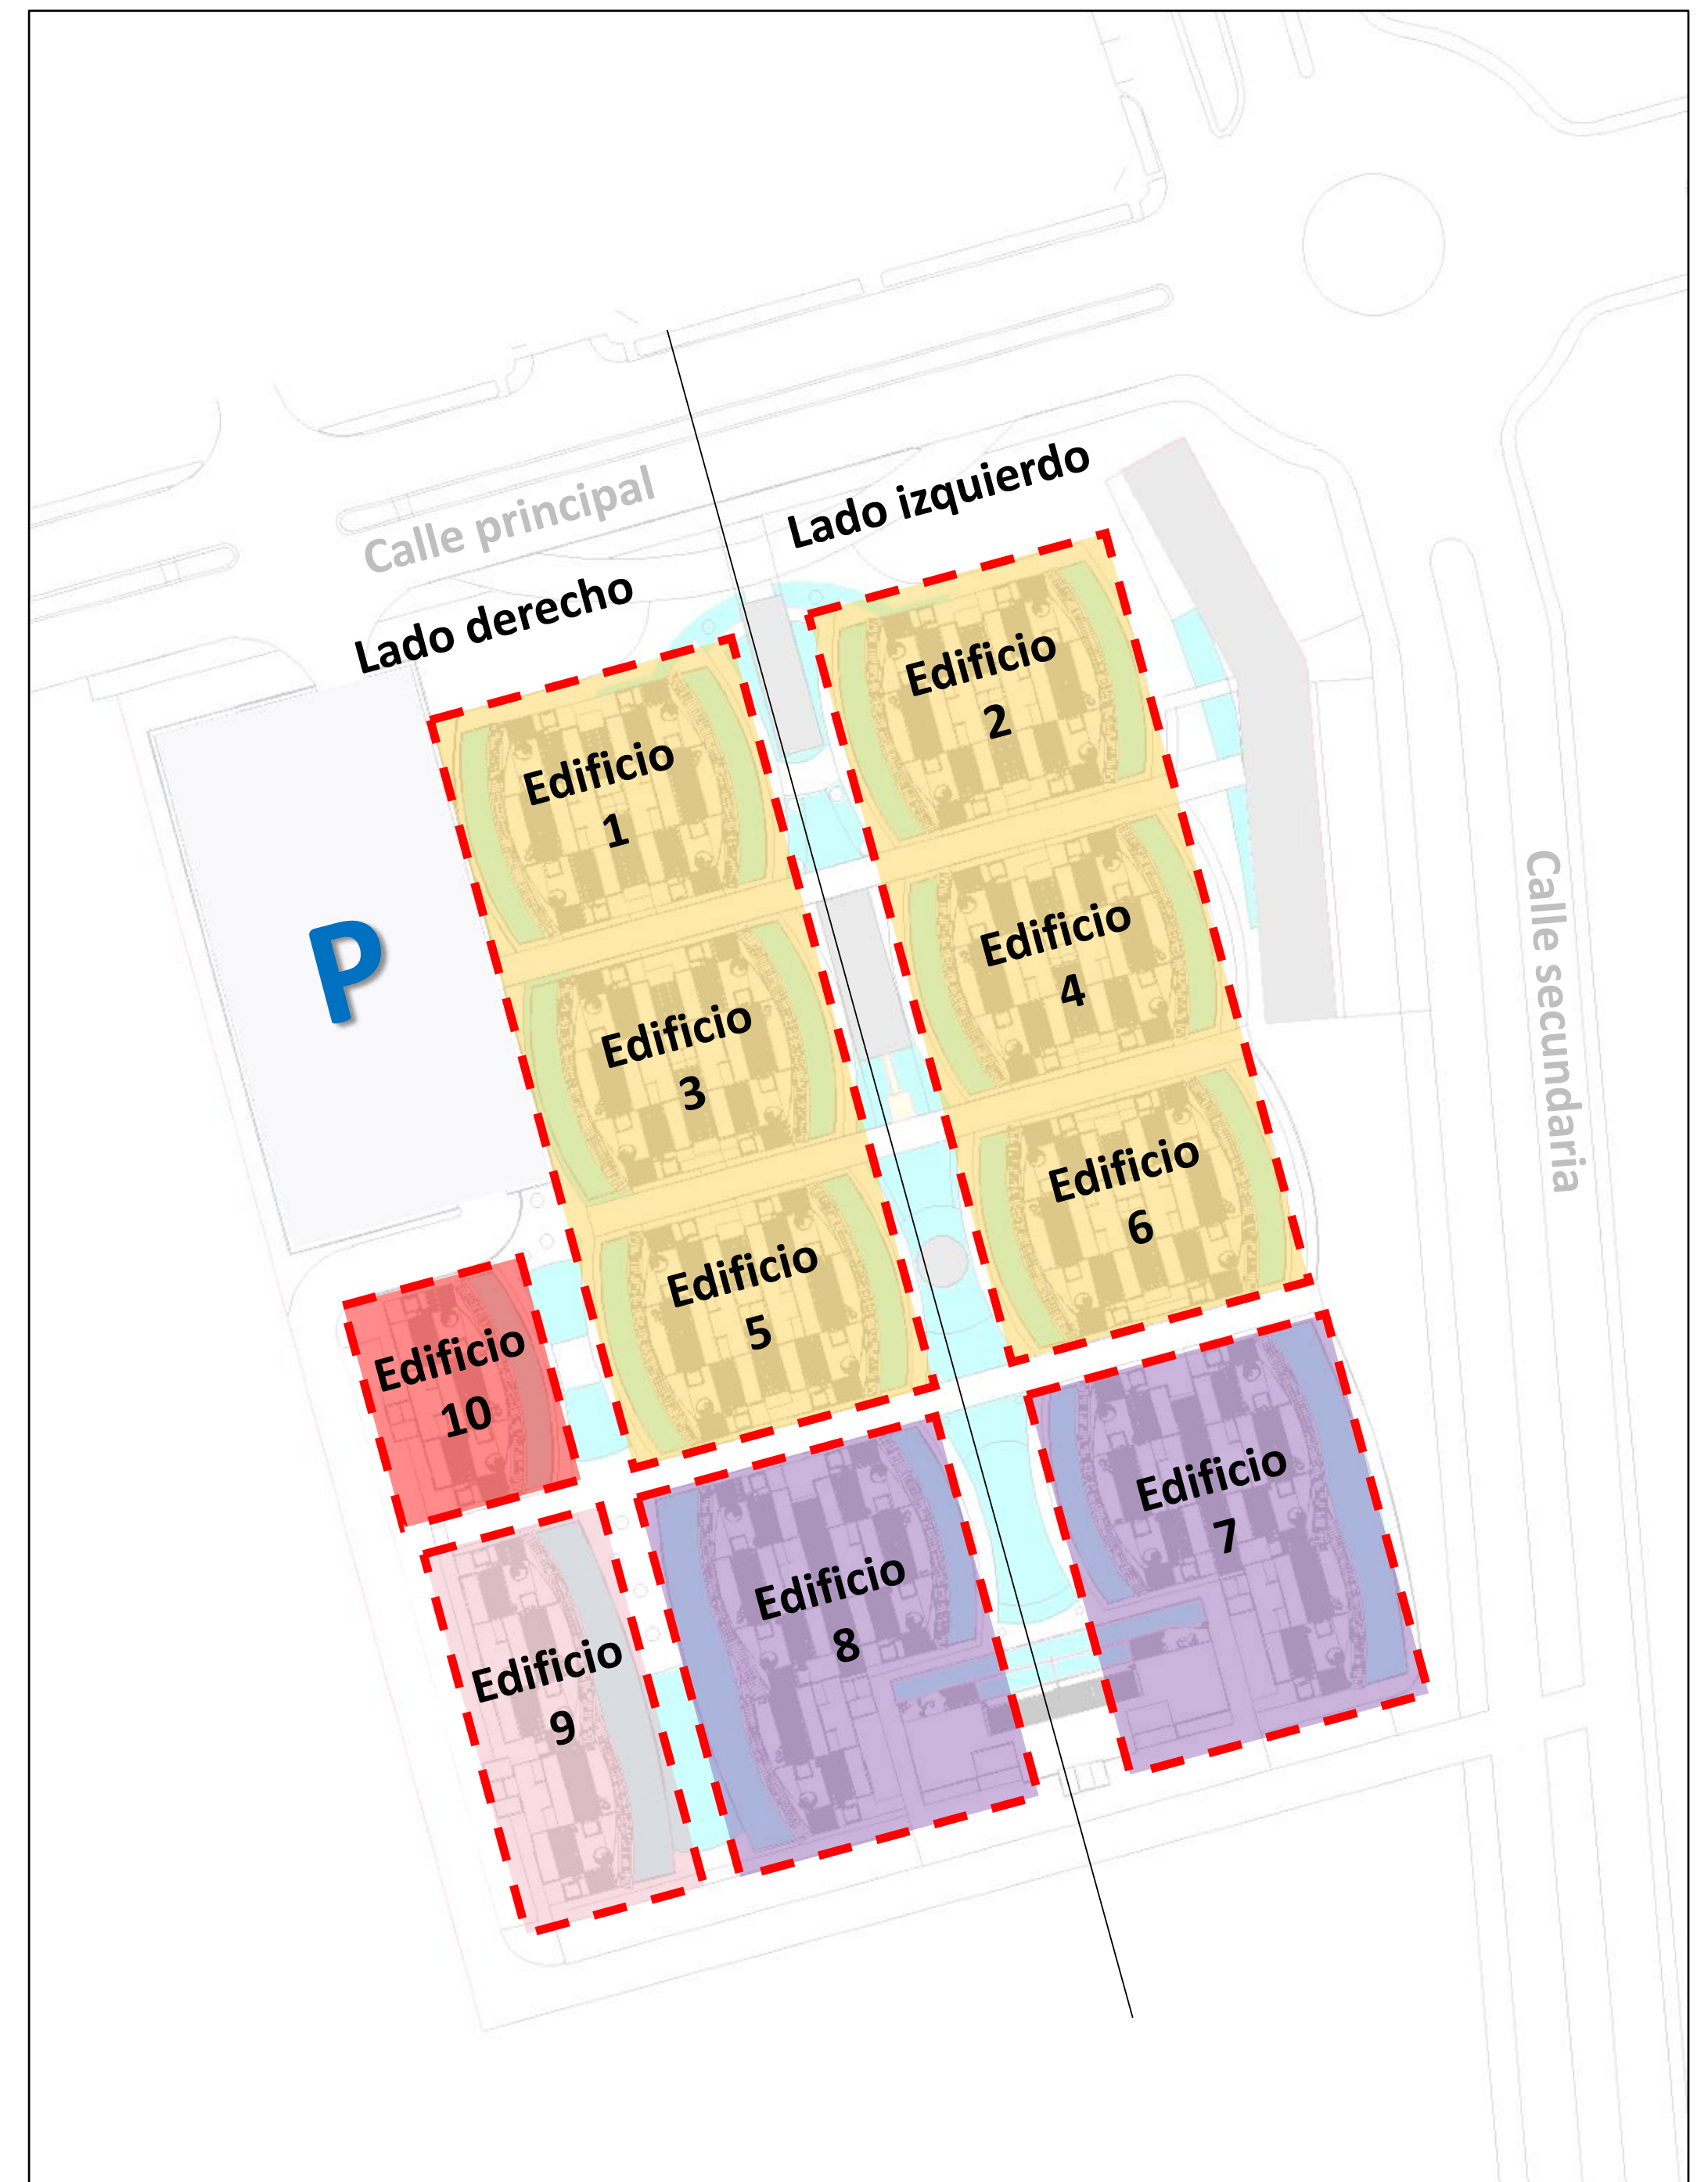 Lado izquierdo
Calle principal
Lado derecho
Edificio
2
Edificio
1
Edificio
4
P
Edificio
3
Calle secundaria
Edificio
6
Edificio
5
Edificio
10
Edificio
7
Edificio
8
Edificio
9